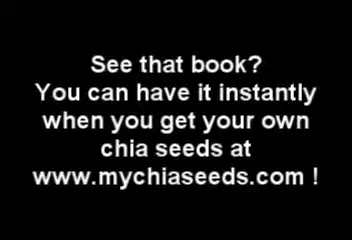 See that book?
You can have it instantly
when you get your own
chia seeds at
www.mychiaseeds.com !